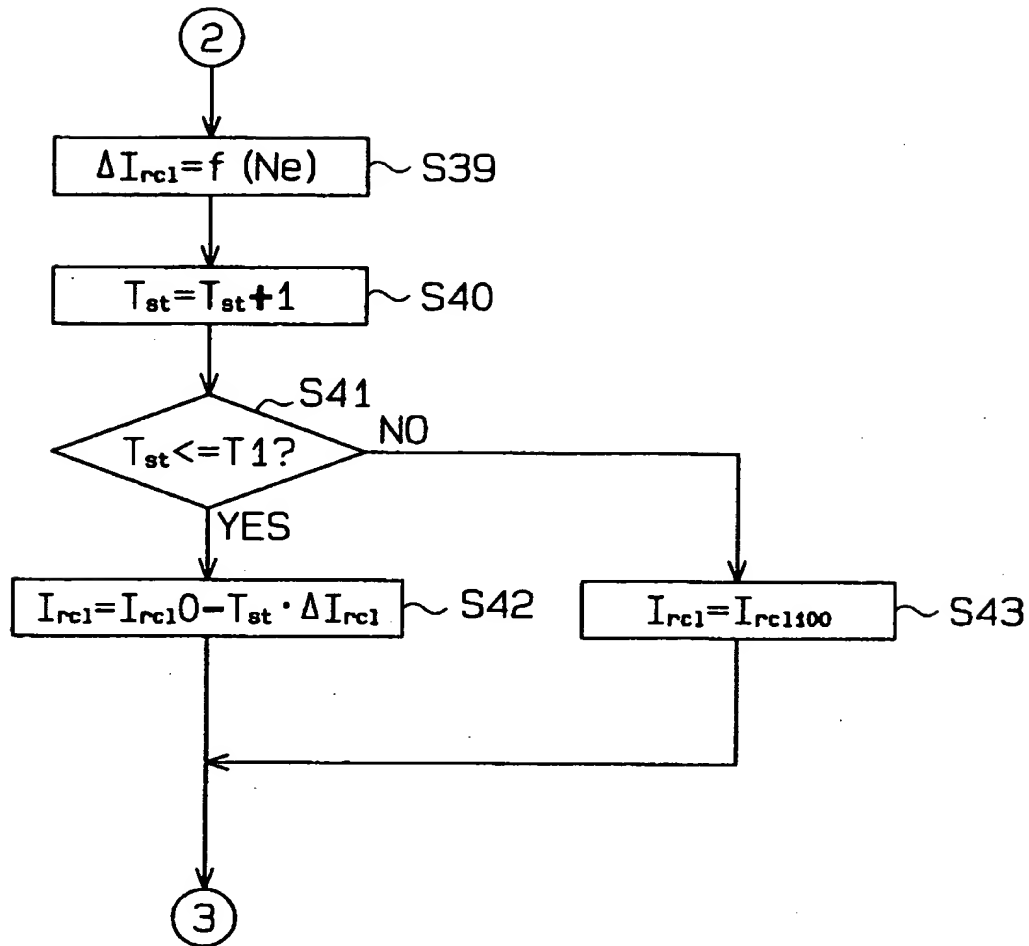 2
ΔIrcl=f (Ne)
S39
Tst=Tst+1
S40
S41
Tst<=T1?
NO
YES
Ircl=Ircl0-Tst·ΔIrcl
S42
Ircl=Ircl100
S43
3